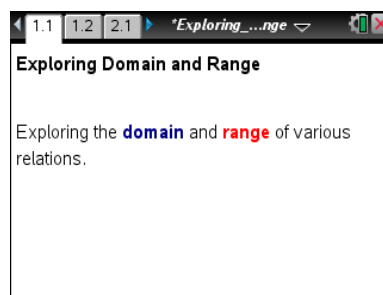 1.1 1.2 2.1 *Exploring_...nge
Exploring Domain and Range
Exploring the domain and range of various
relations.